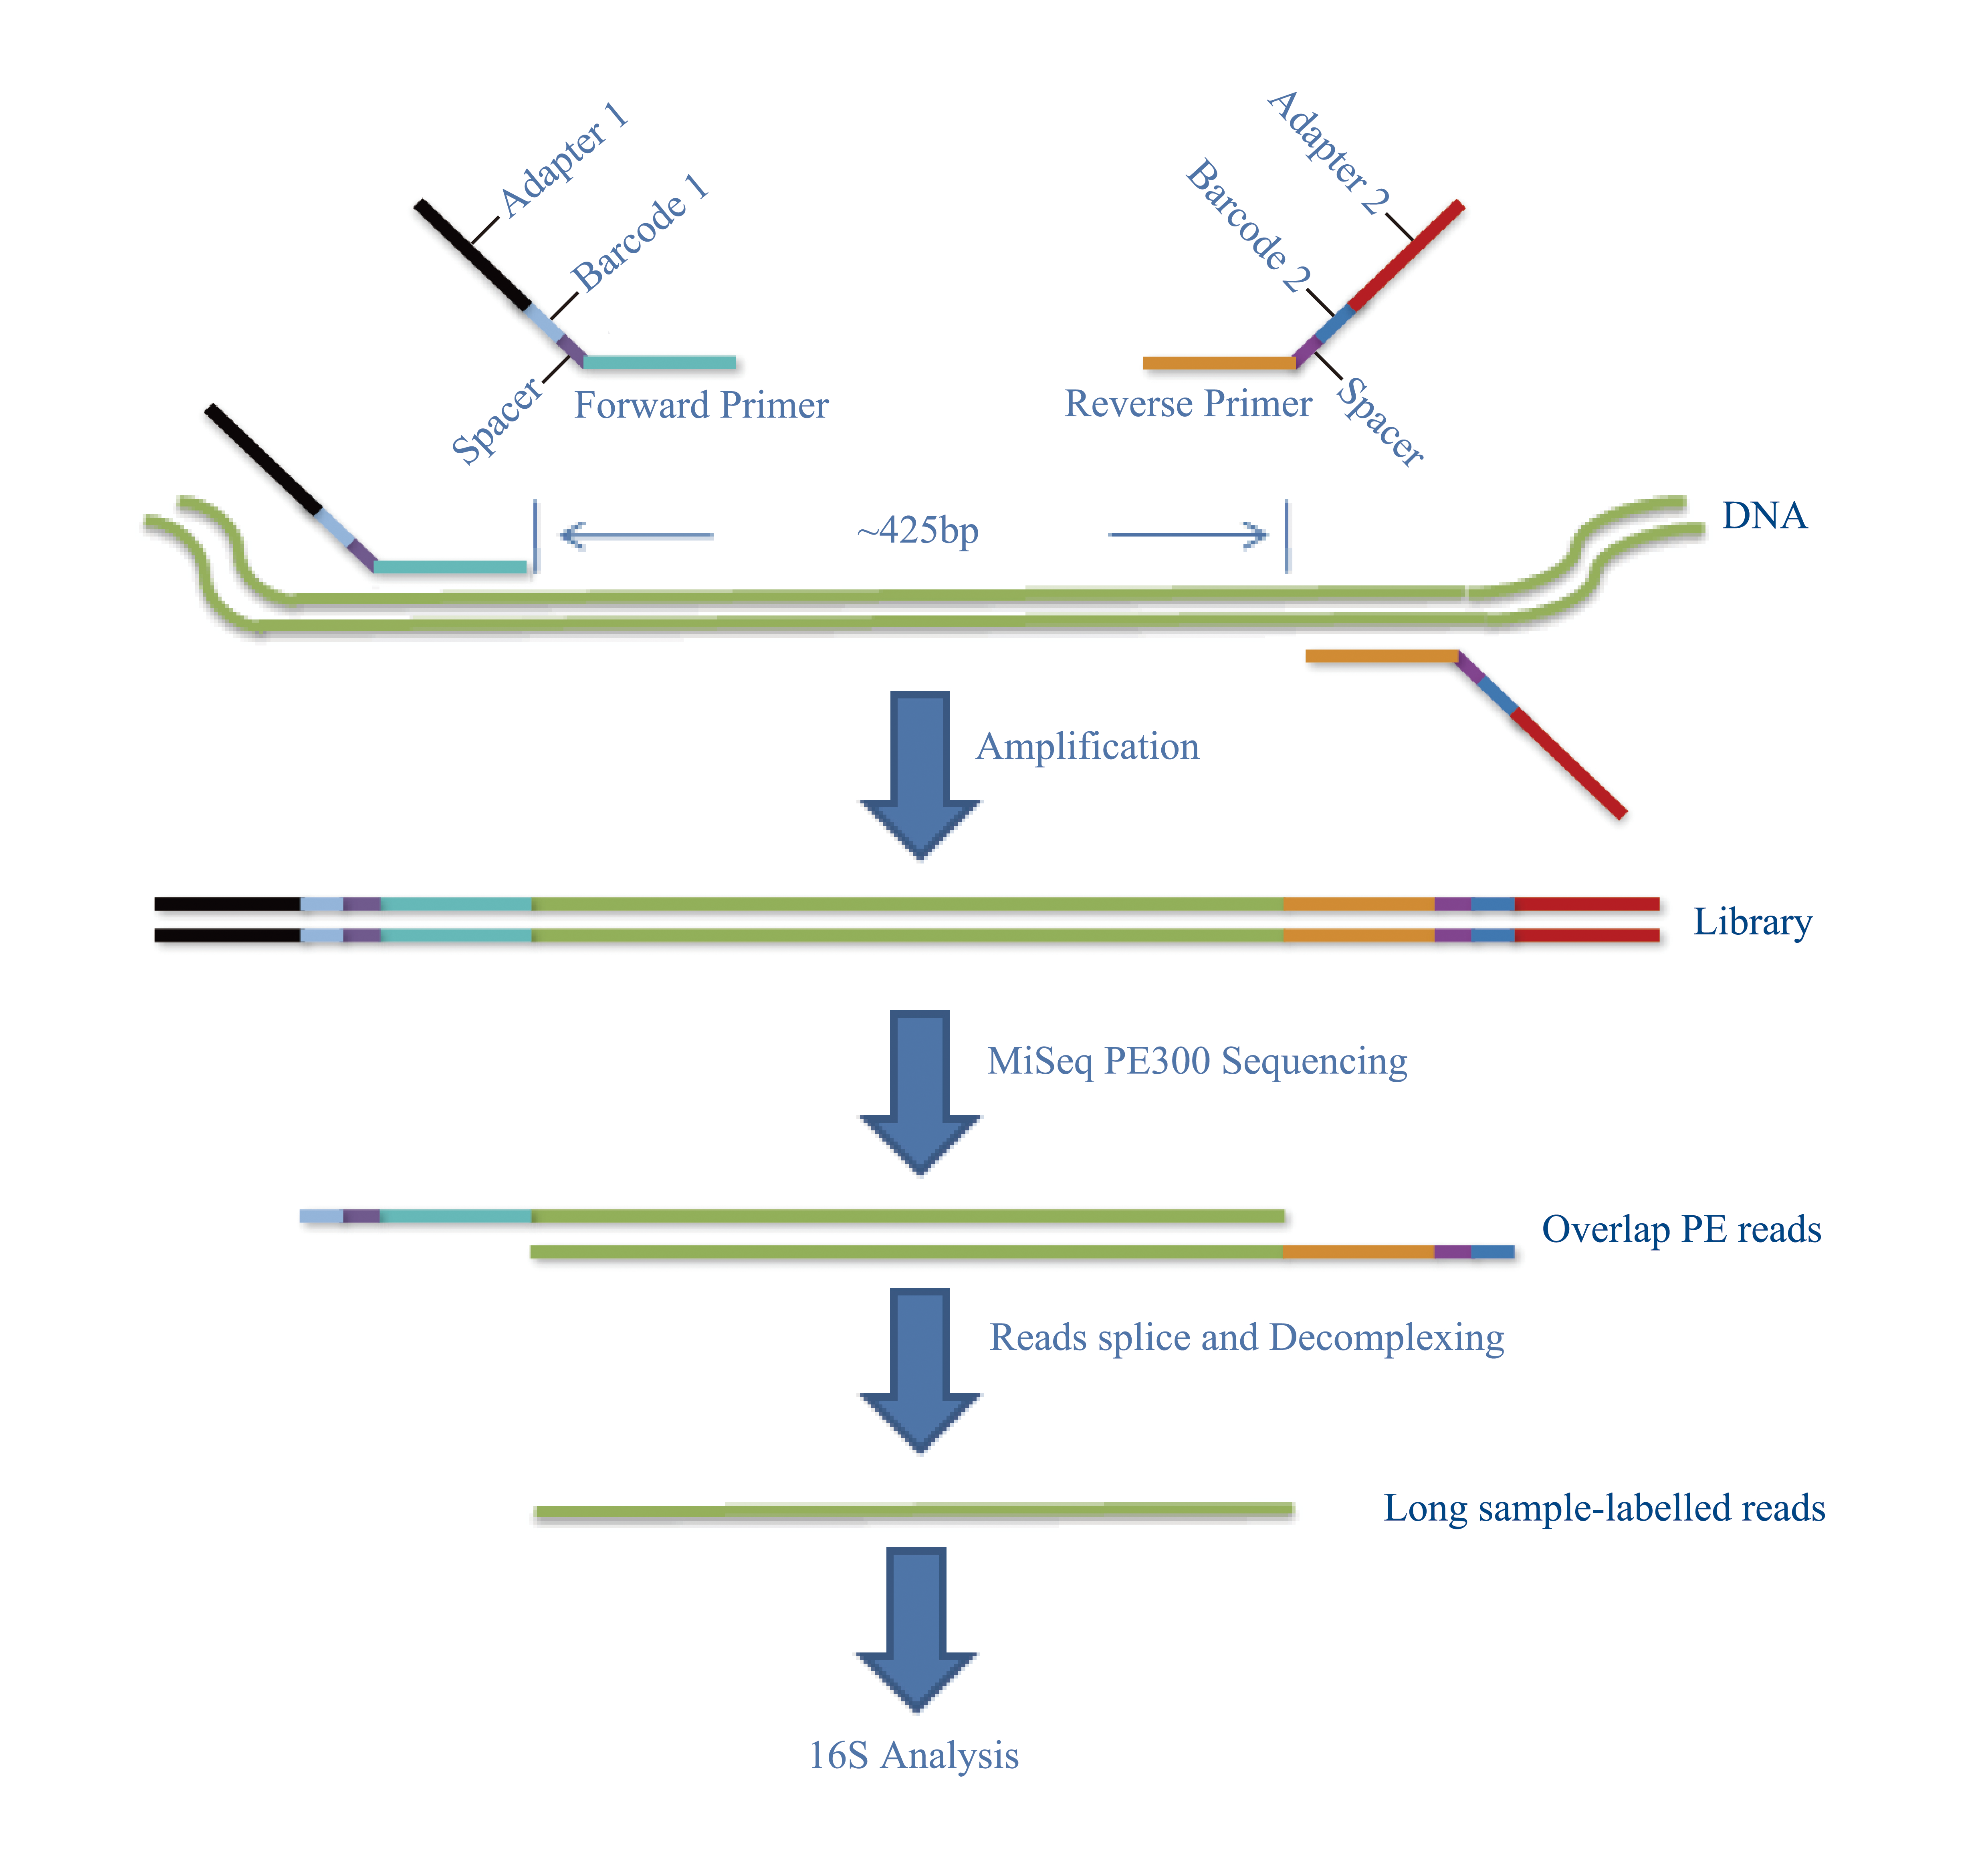 Adapter 1
Adapter 2
Barcode 1
Barcode 2
Spacer
Forward Primer
Reverse Primer
Spacer
~425bp
DNA
Amplification
Library
MiSeq PE300 Sequencing
Overlap PE reads
Reads splice and Decomplexing
Long sample-labelled reads
16S Analysis